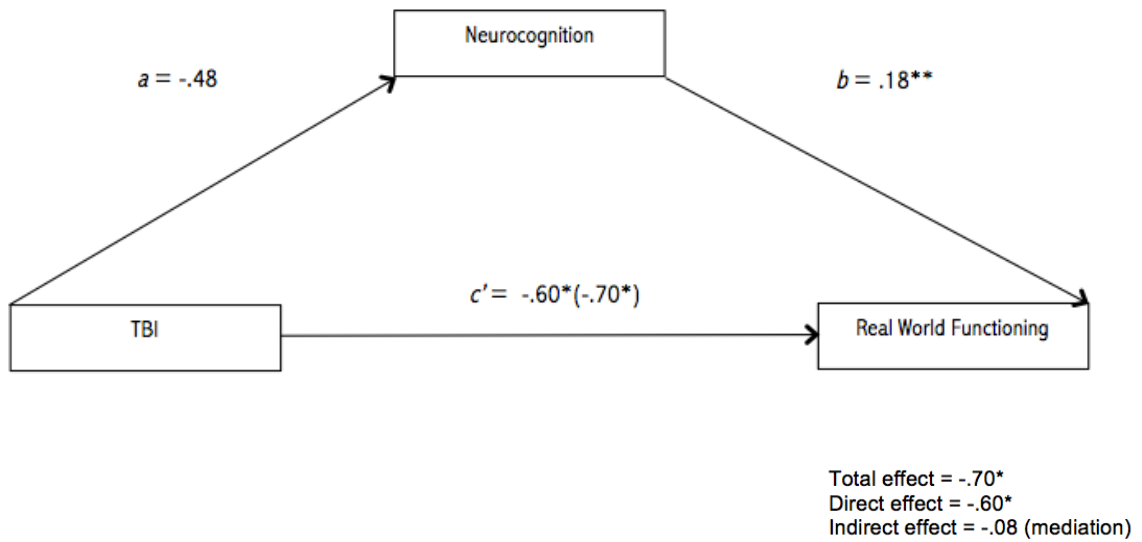 Neurocognition
a = -.48
b = .18**
c’ = -.60*(-.70*)
TBI
Real World Functioning
Total effect = -.70*
Direct effect = -.60*
Indirect effect = -.08 (mediation)